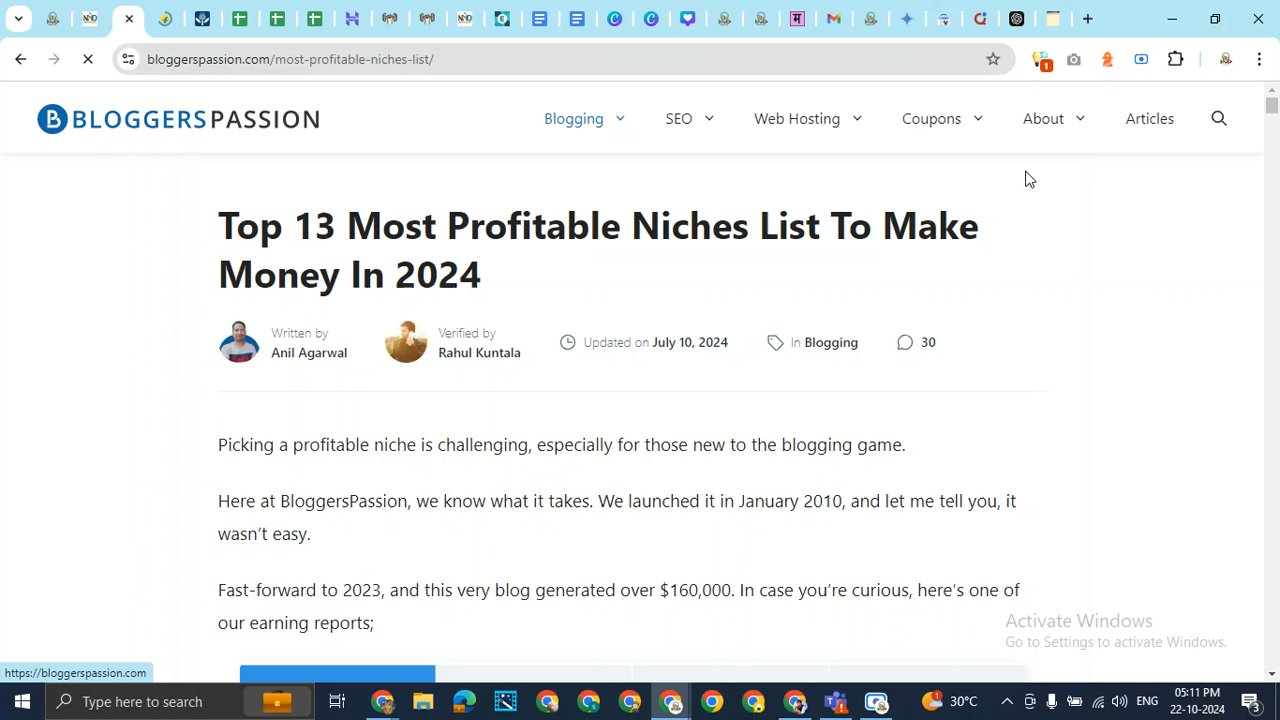 bloggerspassion.com/most-profitable-niches-list/
1
B BLOGGERSPASSION
Blogging
SEO
Web Hosting
Coupons
About
Articles
Top 13 Most Profitable Niches List To Make
Money In 2024
Written by
Anil Agarwal
Verified by
Rahul Kuntala
Updated on July 10, 2024
In Blogging
30
Picking a profitable niche is challenging, especially for those new to the blogging game.
Here at BloggersPassion, we know what it takes. We launched it in January 2010, and let me tell you, it
wasn't easy.
Fast-forward to 2023, and this very blog generated over $160,000. In case you're curious, here's one of
our earning reports;
Activate Windows
Go to Settings to activate Windows.
https://bloggerspassion.com
Type here to search
1
30°C
ENG
05:11 PM
22-10-2024
3